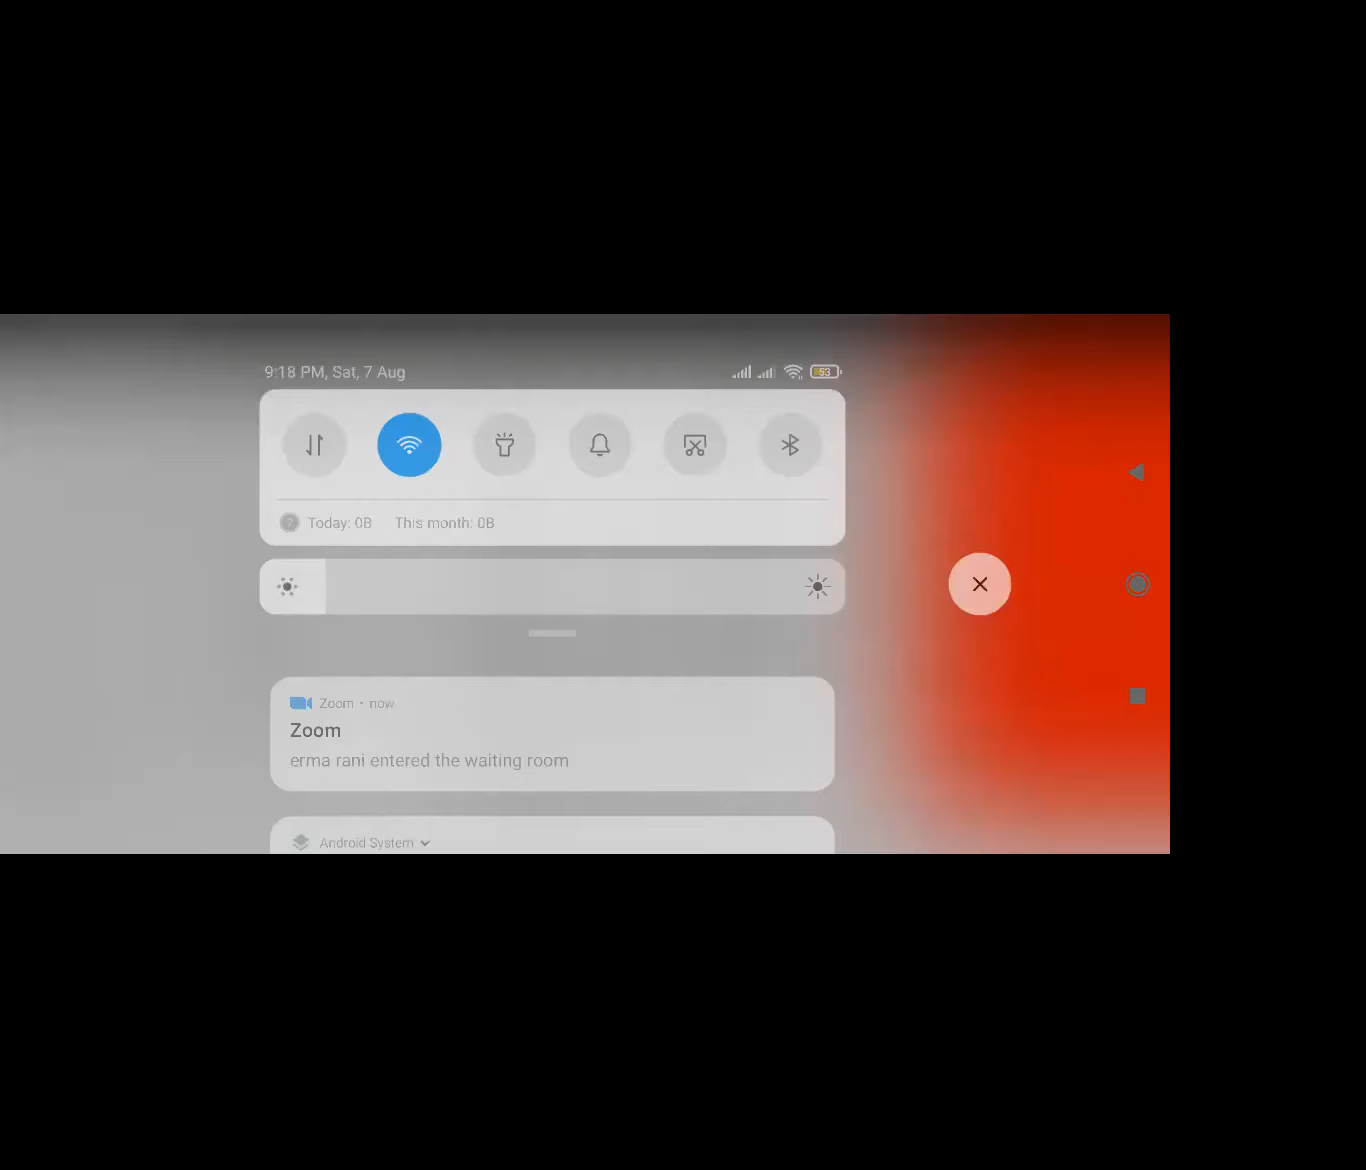 9:18 PM, Sat, 7 Aug
53
Today: 0B This month: 0B
Zoom · now
Zoom
erma rani entered the waiting room
Android System